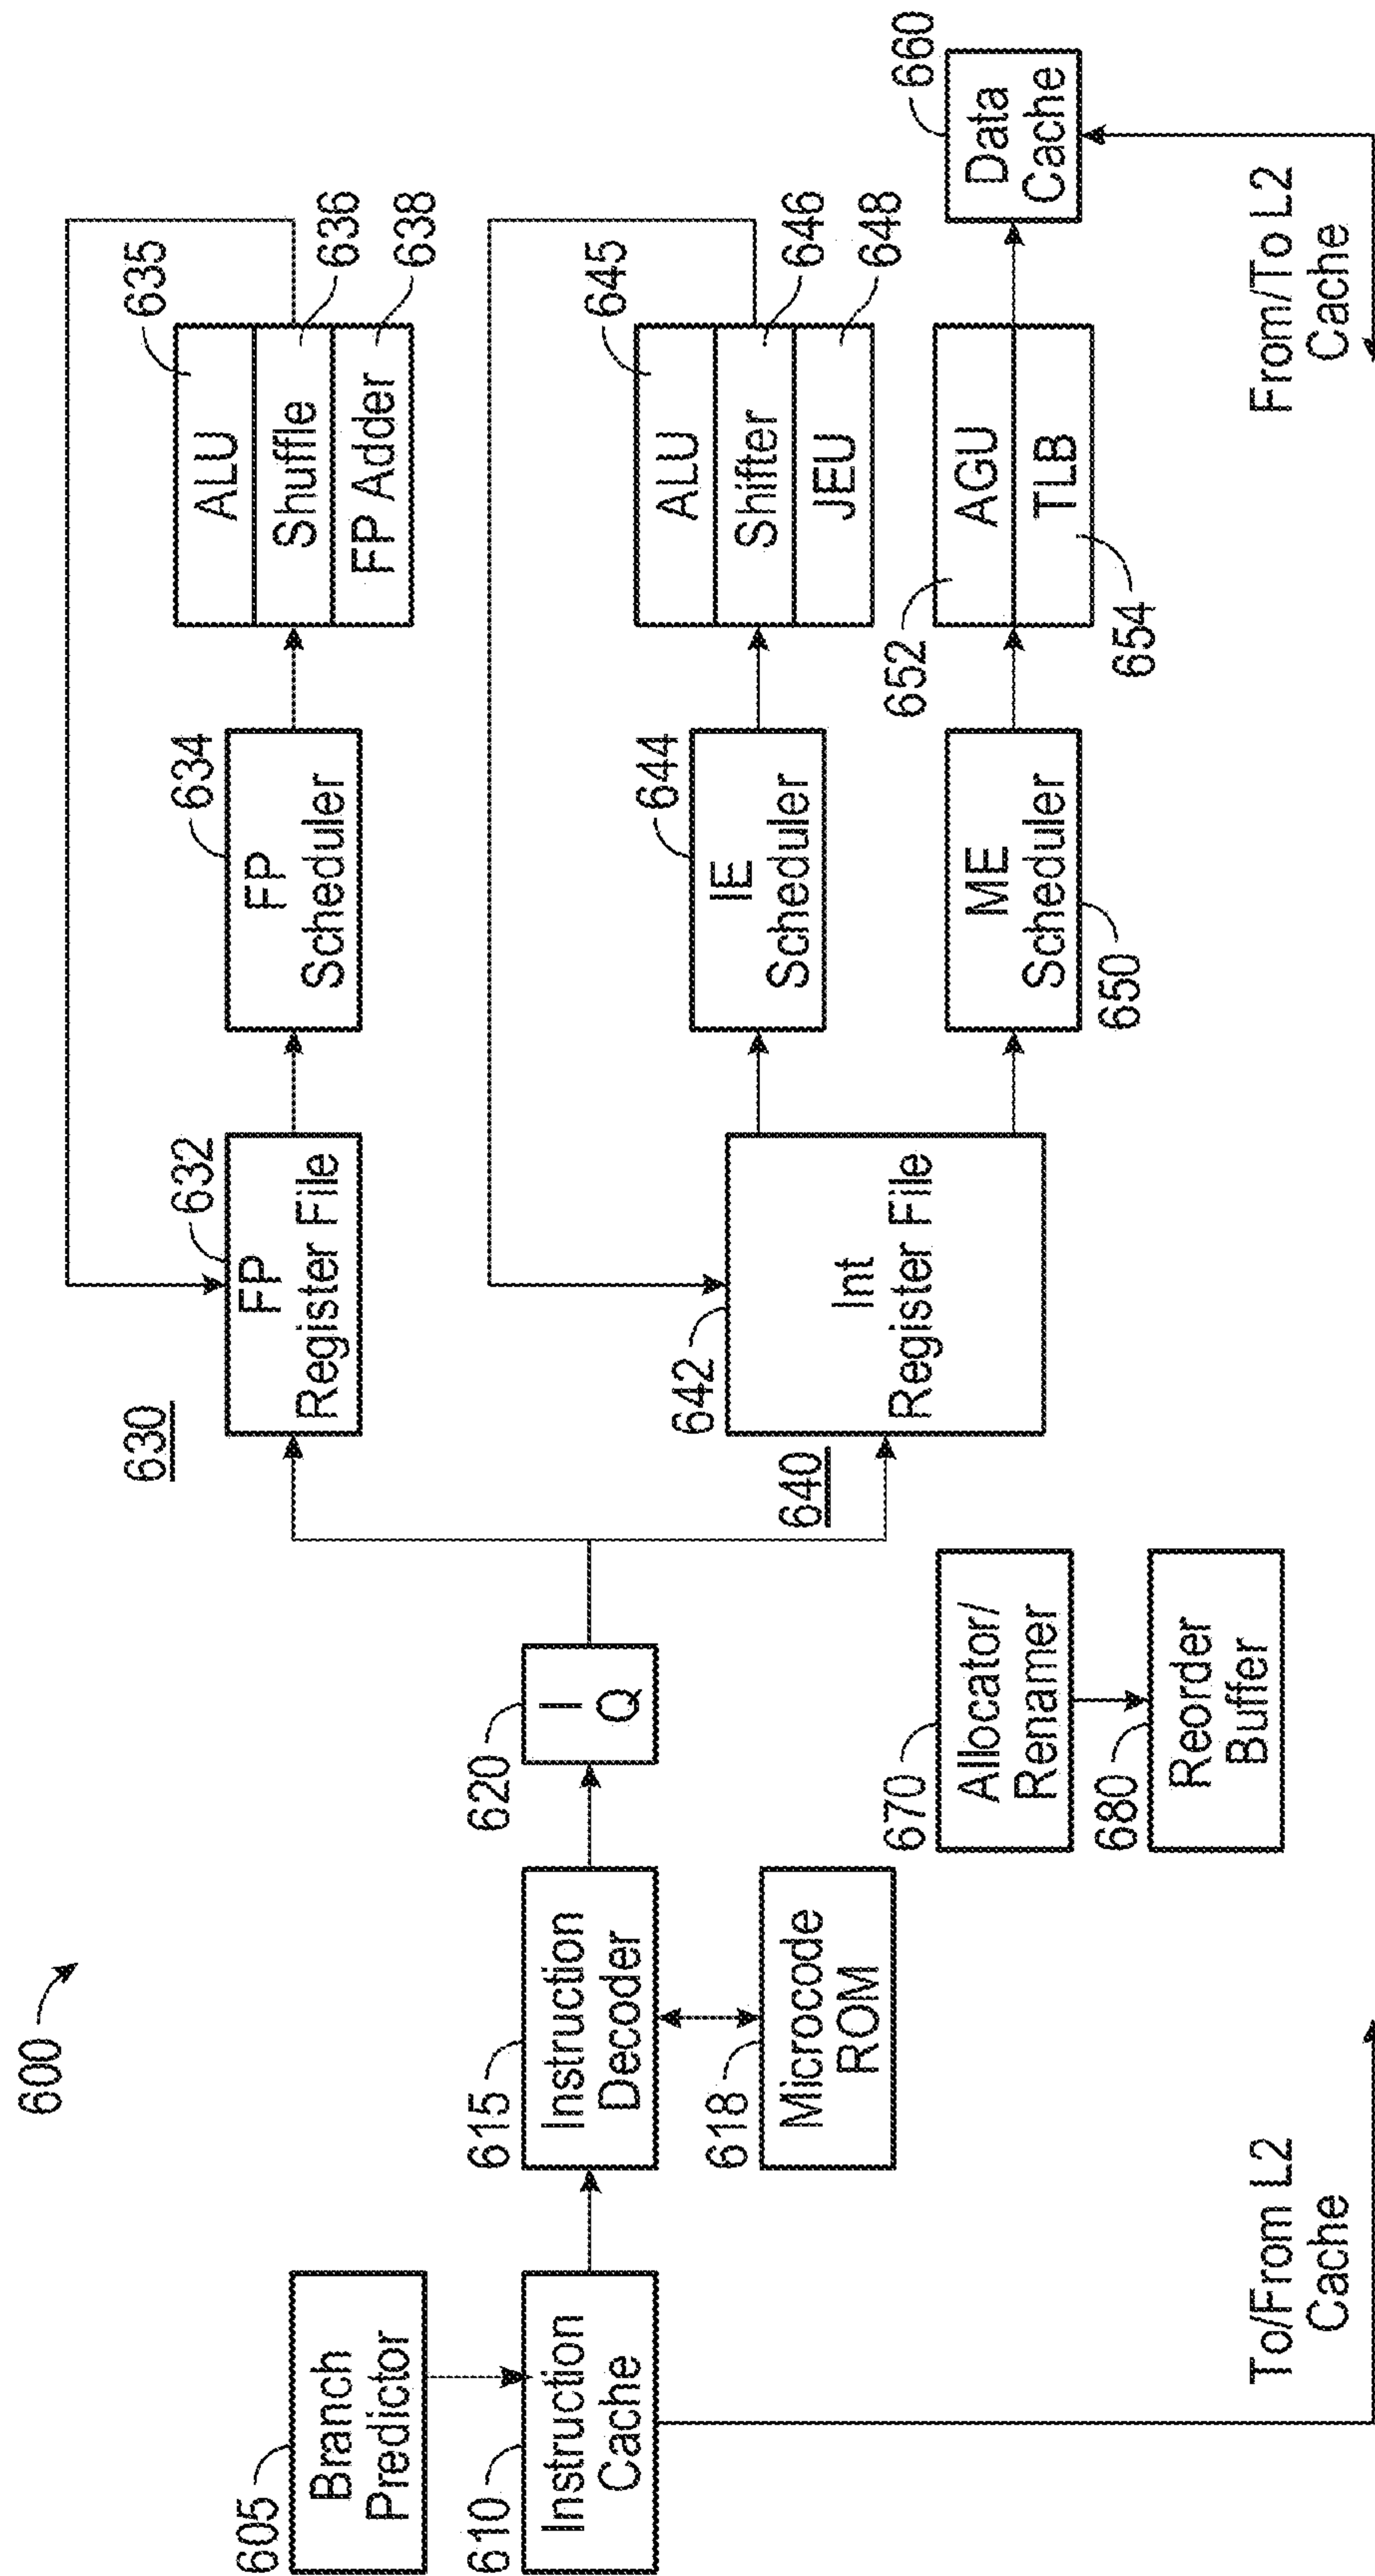 600
605
Branch
Predictor
610
Instruction
Cache
To/From L2
Cache
615
Instruction
Decoder
618
Microcode
ROM
620
I
Q
670
Allocator/
Renamer
680
Reorder
Buffer
630
632
FP
Register File
634
FP
Scheduler
635
ALU
636
Shuffle
638
FP Adder
640
642
Int
Register File
644
IE
Scheduler
645
ALU
646
Shifter
648
JEU
650
ME
Scheduler
652
AGU
654
TLB
660
Data
Cache
From/To L2
Cache